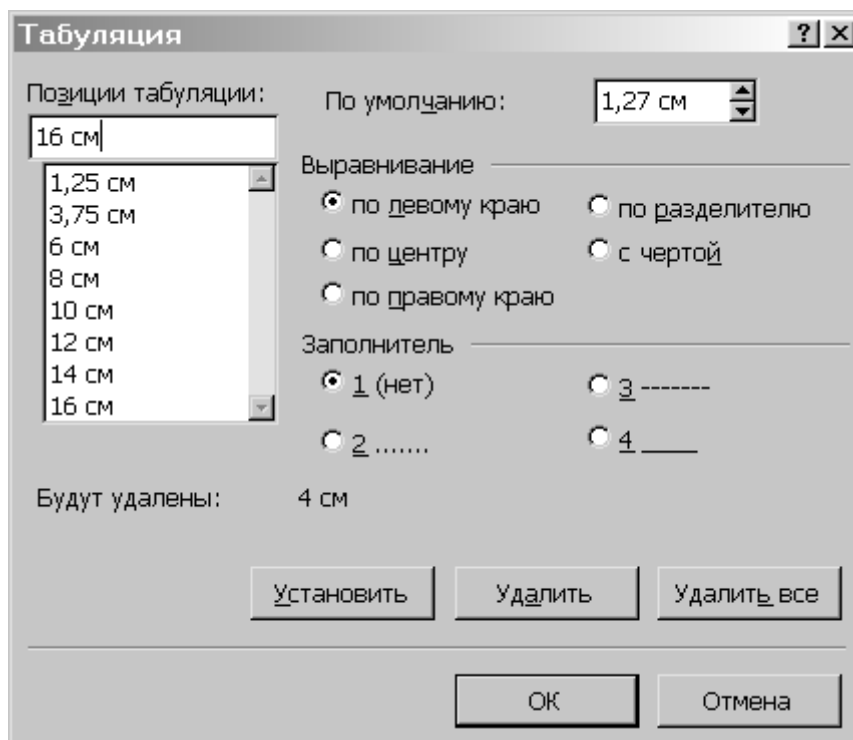 Табуляция
Позиции табуляции:
16 см
1,25 см
3,75 см
6 см
8 см
10 см
12 см
14 см
16 см
По умолчанию:
1,27 см
Выравнивание
по левому краю
по разделителю
по центру
с чертой
по правому краю
Заполнитель
1 (нет)
3 -------
2 .......
4 ____
Будут удалены: 4 см
Установить
Удалить
Удалить все
ОК
Отмена